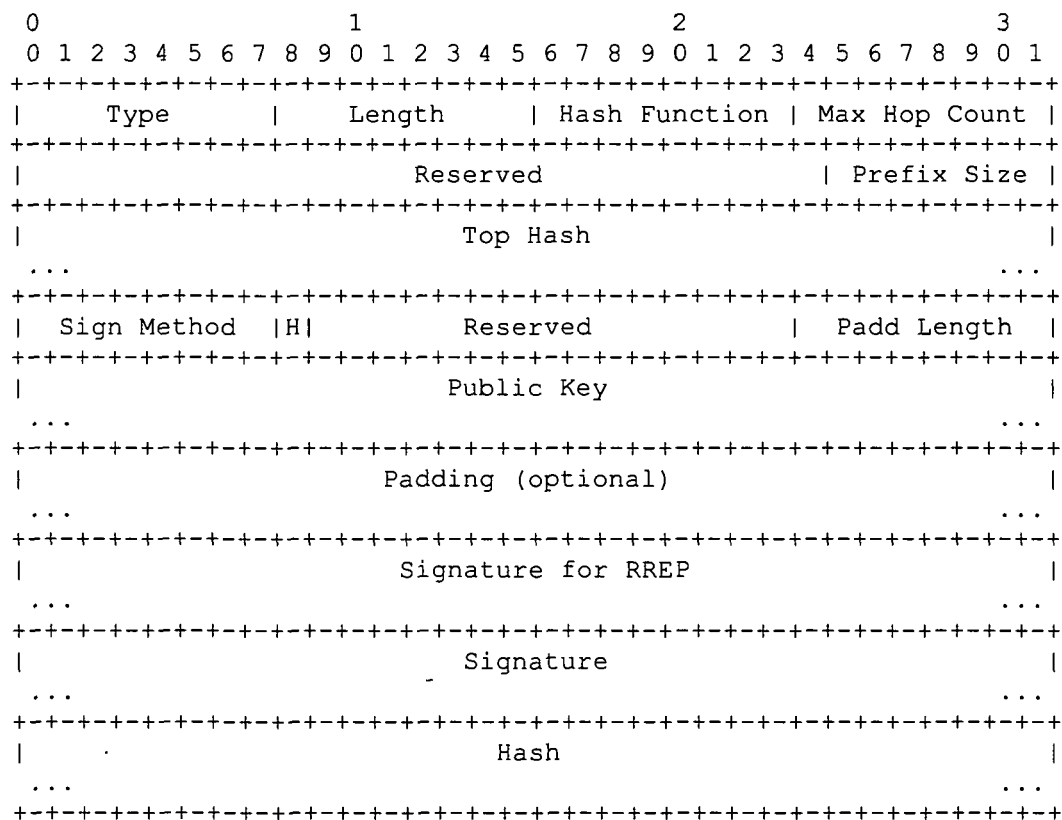 0                   1                   2                   3
0 1 2 3 4 5 6 7 8 9 0 1 2 3 4 5 6 7 8 9 0 1 2 3 4 5 6 7 8 9 0 1
+-+-+-+-+-+-+-+-+-+-+-+-+-+-+-+-+-+-+-+-+-+-+-+-+-+-+-+-+-+-+-+-+
| Type | Length | Hash Function | Max Hop Count |
+-+-+-+-+-+-+-+-+-+-+-+-+-+-+-+-+-+-+-+-+-+-+-+-+-+-+-+-+-+-+-+-+
| Reserved | Prefix Size |
+-+-+-+-+-+-+-+-+-+-+-+-+-+-+-+-+-+-+-+-+-+-+-+-+-+-+-+-+-+-+-+-+
| Top Hash |
... ...
+-+-+-+-+-+-+-+-+-+-+-+-+-+-+-+-+-+-+-+-+-+-+-+-+-+-+-+-+-+-+-+-+
| Sign Method |H| Reserved | Padd Length |
+-+-+-+-+-+-+-+-+-+-+-+-+-+-+-+-+-+-+-+-+-+-+-+-+-+-+-+-+-+-+-+-+
| Public Key |
... ...
+-+-+-+-+-+-+-+-+-+-+-+-+-+-+-+-+-+-+-+-+-+-+-+-+-+-+-+-+-+-+-+-+
| Padding (optional) |
... ...
+-+-+-+-+-+-+-+-+-+-+-+-+-+-+-+-+-+-+-+-+-+-+-+-+-+-+-+-+-+-+-+-+
| Signature for RREP |
... ...
+-+-+-+-+-+-+-+-+-+-+-+-+-+-+-+-+-+-+-+-+-+-+-+-+-+-+-+-+-+-+-+-+
| Signature |
... ...
+-+-+-+-+-+-+-+-+-+-+-+-+-+-+-+-+-+-+-+-+-+-+-+-+-+-+-+-+-+-+-+-+
| Hash |
... ...
+-+-+-+-+-+-+-+-+-+-+-+-+-+-+-+-+-+-+-+-+-+-+-+-+-+-+-+-+-+-+-+-+